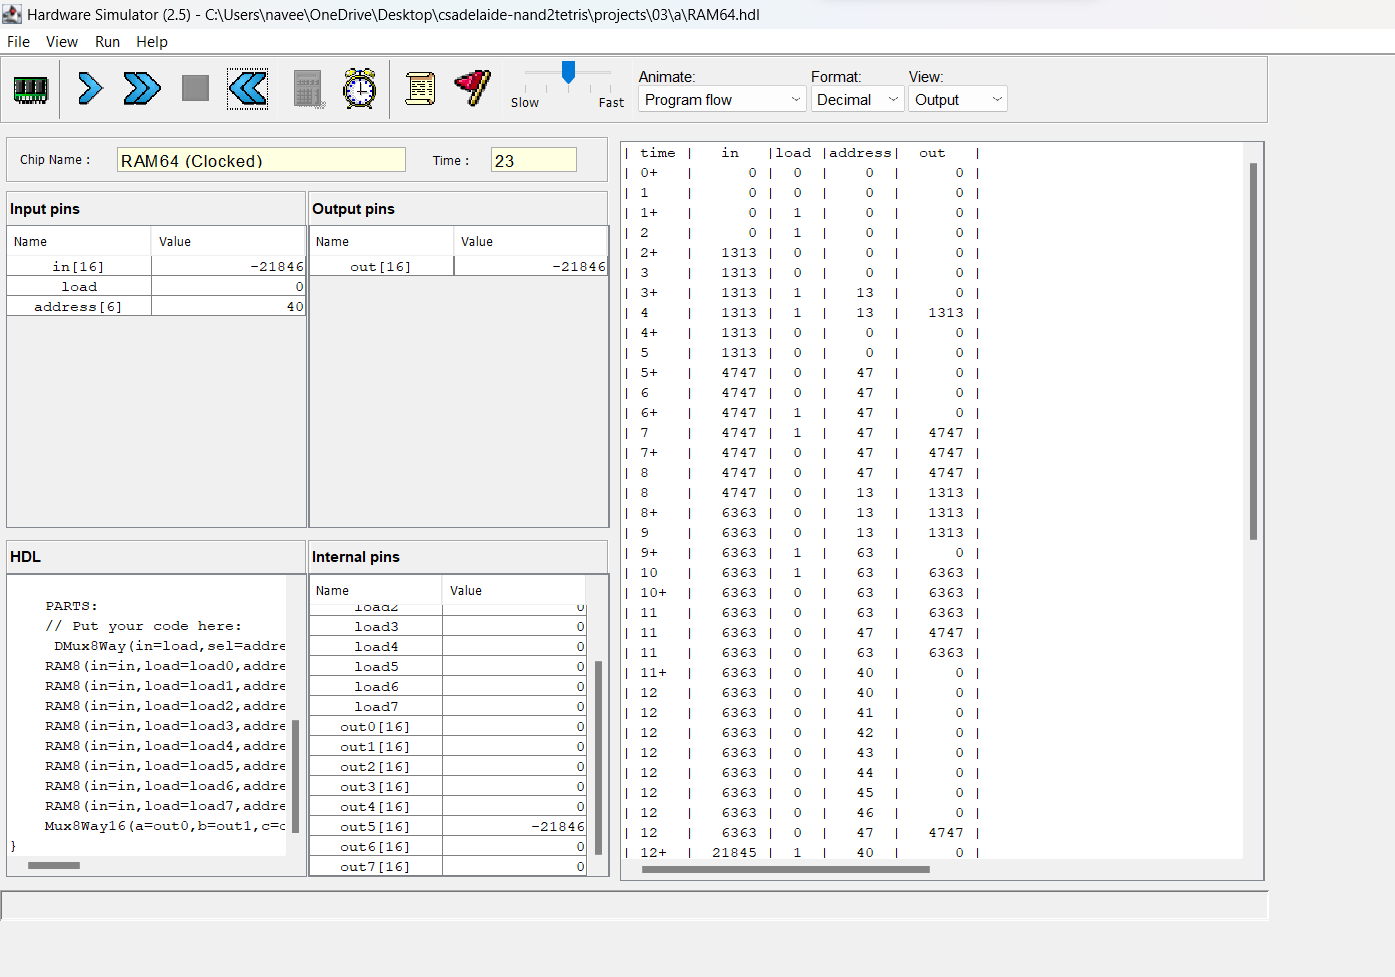 Hardware Simulator (2.5) - C:\Users\navee\OneDrive\Desktop\csadelaide-nand2tetris\projects\03\a\RAM64.hdl
File View Run Help
Slow Fast
Animate: Format: View:
Program flow Decimal Output
Chip Name : RAM64 (Clocked) Time : 23
Input pins
Name Value
in[16] -21846
load 0
address[6] 40
Output pins
Name Value
out[16] -21846
HDL
PARTS:
// Put your code here:
DMux8Way(in=load,sel=addre
RAM8(in=in,load=load0,addre
RAM8(in=in,load=load1,addre
RAM8(in=in,load=load2,addre
RAM8(in=in,load=load3,addre
RAM8(in=in,load=load4,addre
RAM8(in=in,load=load5,addre
RAM8(in=in,load=load6,addre
RAM8(in=in,load=load7,addre
Mux8Way16(a=out0,b=out1,c=o
}
Internal pins
Name Value
load2 0
load3 0
load4 0
load5 0
load6 0
load7 0
out0[16] 0
out1[16] 0
out2[16] 0
out3[16] 0
out4[16] 0
out5[16] -21846
out6[16] 0
out7[16] 0
| time | in |load |address| out |
| 0+ | 0 | 0 | 0 | 0 |
| 1 | 0 | 0 | 0 | 0 |
| 1+ | 0 | 1 | 0 | 0 |
| 2 | 0 | 1 | 0 | 0 |
| 2+ | 1313 | 0 | 0 | 0 |
| 3 | 1313 | 0 | 0 | 0 |
| 3+ | 1313 | 1 | 13 | 0 |
| 4 | 1313 | 1 | 13 | 1313 |
| 4+ | 1313 | 0 | 0 | 0 |
| 5 | 1313 | 0 | 0 | 0 |
| 5+ | 4747 | 0 | 47 | 0 |
| 6 | 4747 | 0 | 47 | 0 |
| 6+ | 4747 | 1 | 47 | 0 |
| 7 | 4747 | 1 | 47 | 4747 |
| 7+ | 4747 | 0 | 47 | 4747 |
| 8 | 4747 | 0 | 47 | 4747 |
| 8 | 4747 | 0 | 13 | 1313 |
| 8+ | 6363 | 0 | 13 | 1313 |
| 9 | 6363 | 0 | 13 | 1313 |
| 9+ | 6363 | 1 | 63 | 0 |
| 10 | 6363 | 1 | 63 | 6363 |
| 10+ | 6363 | 0 | 63 | 6363 |
| 11 | 6363 | 0 | 63 | 6363 |
| 11 | 6363 | 0 | 47 | 4747 |
| 11 | 6363 | 0 | 63 | 6363 |
| 11+ | 6363 | 0 | 40 | 0 |
| 12 | 6363 | 0 | 40 | 0 |
| 12 | 6363 | 0 | 41 | 0 |
| 12 | 6363 | 0 | 42 | 0 |
| 12 | 6363 | 0 | 43 | 0 |
| 12 | 6363 | 0 | 44 | 0 |
| 12 | 6363 | 0 | 45 | 0 |
| 12 | 6363 | 0 | 46 | 0 |
| 12 | 6363 | 0 | 47 | 4747 |
| 12+ | 21845 | 1 | 40 | 0 |